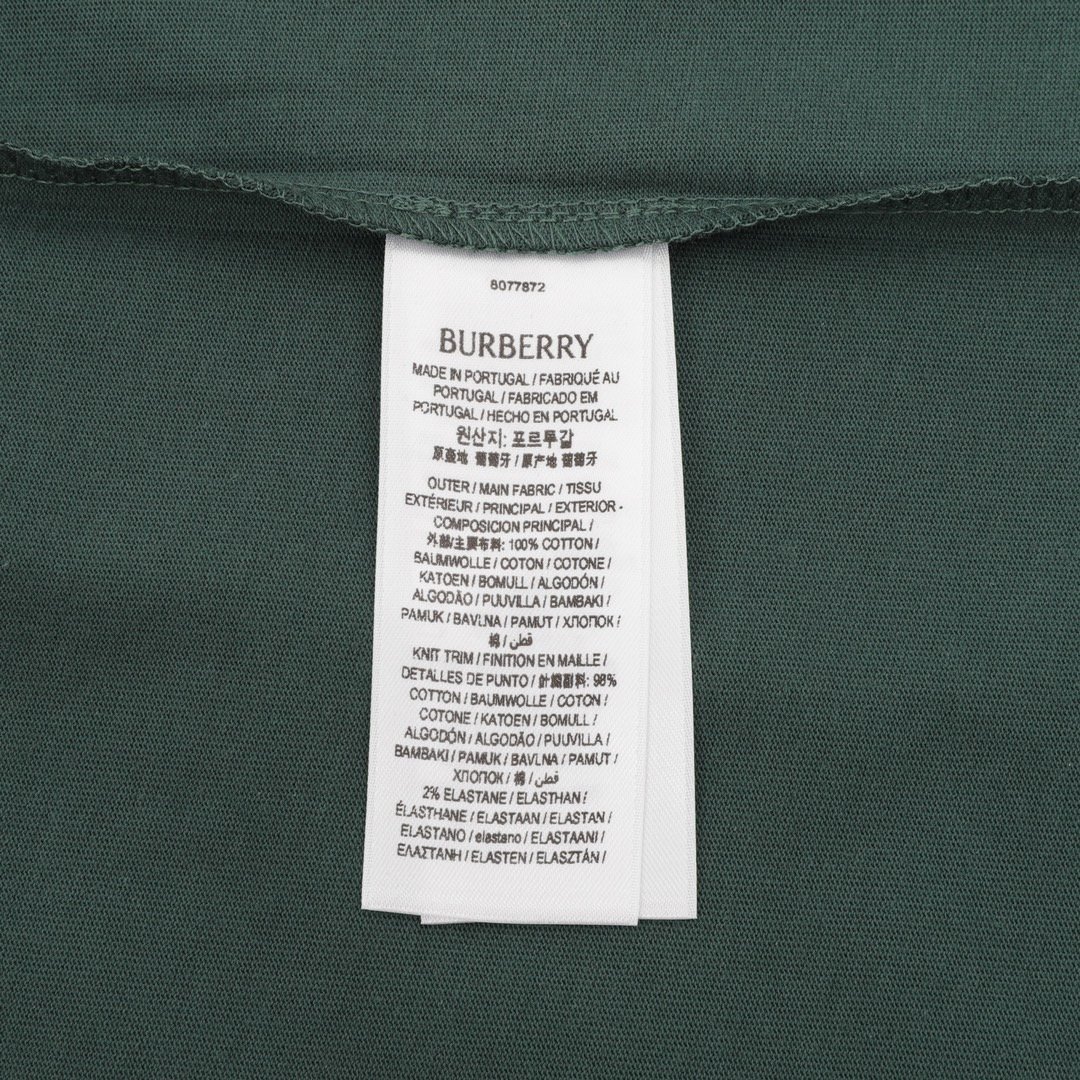 8077872
BURBERRY
MADE IN PORTUGAL / FABRIQUÉ AU
PORTUGAL / FABRICADO EM
PORTUGAL / HECHO EN PORTUGAL
원산지: 포르투갈
原產地 葡萄牙 / 原产地 葡萄牙
OUTER / MAIN FABRIC / TISSU
EXTÉRIEUR / PRINCIPAL / EXTERIOR -
COMPOSICION PRINCIPAL /
外部/主要布料: 100% COTTON /
BAUMWOLLE / COTON / COTONE /
KATOEN / BOMULL / ALGODÓN /
ALGODÃO / PUUVILLA / BAMBAKI /
PAMUK / BAVLNA / PAMUT / ХЛОПОК /
棉 / قطن /
KNIT TRIM / FINITION EN MAILLE /
DETALLES DE PUNTO / 針織副料: 98%
COTTON / BAUMWOLLE / COTON /
COTONE / KATOEN / BOMULL /
ALGODÓN / ALGODÃO / PUUVILLA /
BAMBAKI / PAMUK / BAVLNA / PAMUT /
ХЛОПОК / 棉 / قطن /
2% ELASTANE / ELASTHAN /
ÉLASTHANE / ELASTAAN / ELASTAN /
ELASTANO / elastano / ELASTAANI /
ΕΛΑΣΤΑΝΗ / ELASTEN / ELASZTÁN /